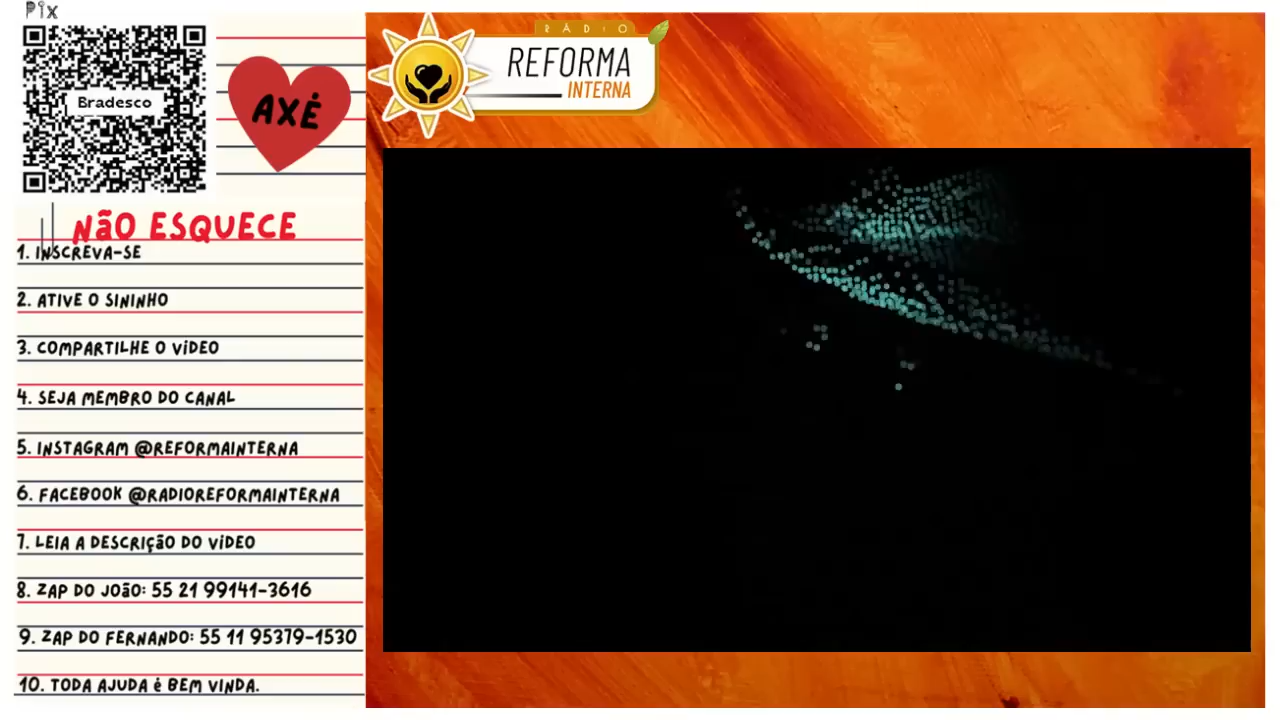 Pix
Bradesco
AXÉ
NÃO ESQUECE
1. INSCREVA-SE
2. ATIVE O SININHO
3. COMPARTILHE O VÍDEO
4. SEJA MEMBRO DO CANAL
5. INSTAGRAM @REFORMAINTERNA
6. FACEBOOK @RADIOREFORMAINTERNA
7. LEIA A DESCRIÇÃO DO VÍDEO
8. ZAP DO JOÃO: 55 21 99141-3616
9. ZAP DO FERNANDO: 55 11 95379-1530
10. TODA AJUDA É BEM VINDA.
RÁDIO
REFORMA
INTERNA